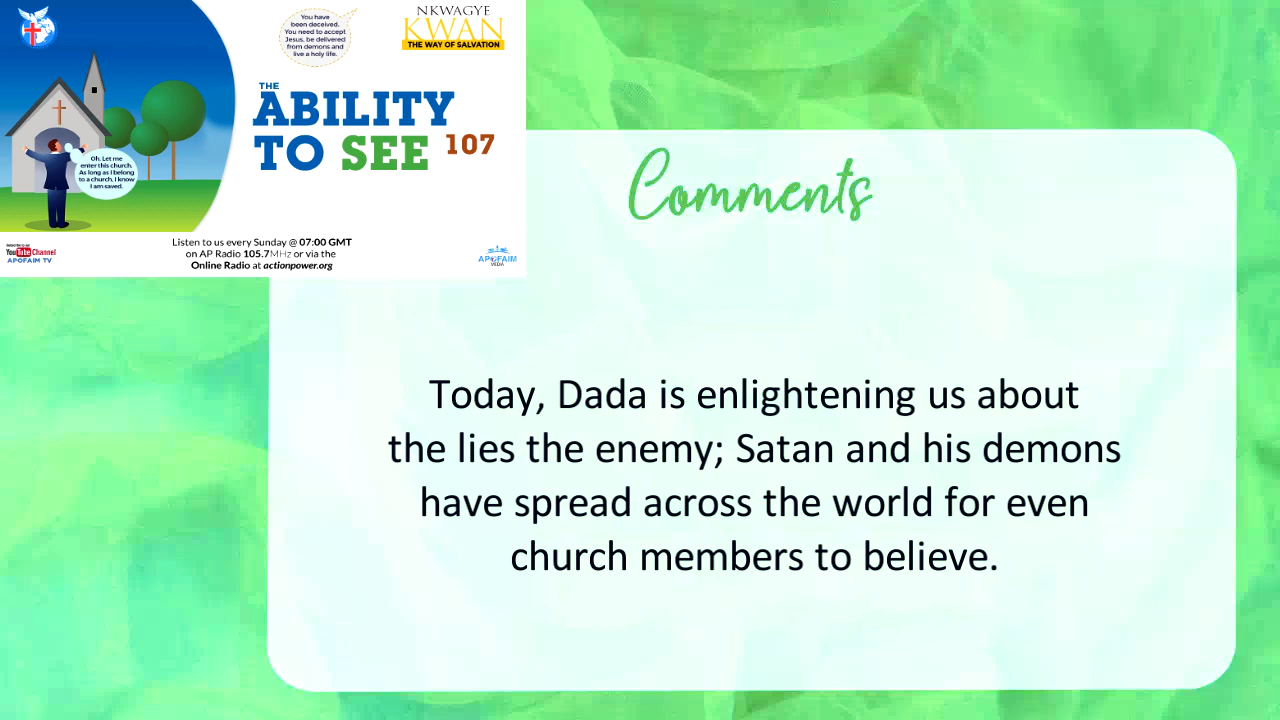 You have
been deceived.
You need to accept
Jesus, be delivered
from demons and
live a holy life.
NKWAGYE
KWAN
THE WAY OF SALVATION
THE
ABILITY
TO SEE 107
Oh, Let me
enter this church.
As long as I belong
to a church, I know
I am saved.
YouTube Channel
APOFAIM TV
Listen to us every Sunday @ 07:00 GMT
on AP Radio 105.7MHz or via the
Online Radio at actionpower.org
APOFAIM
MEDIA
Comments
Today, Dada is enlightening us about
the lies the enemy; Satan and his demons
have spread across the world for even
church members to believe.